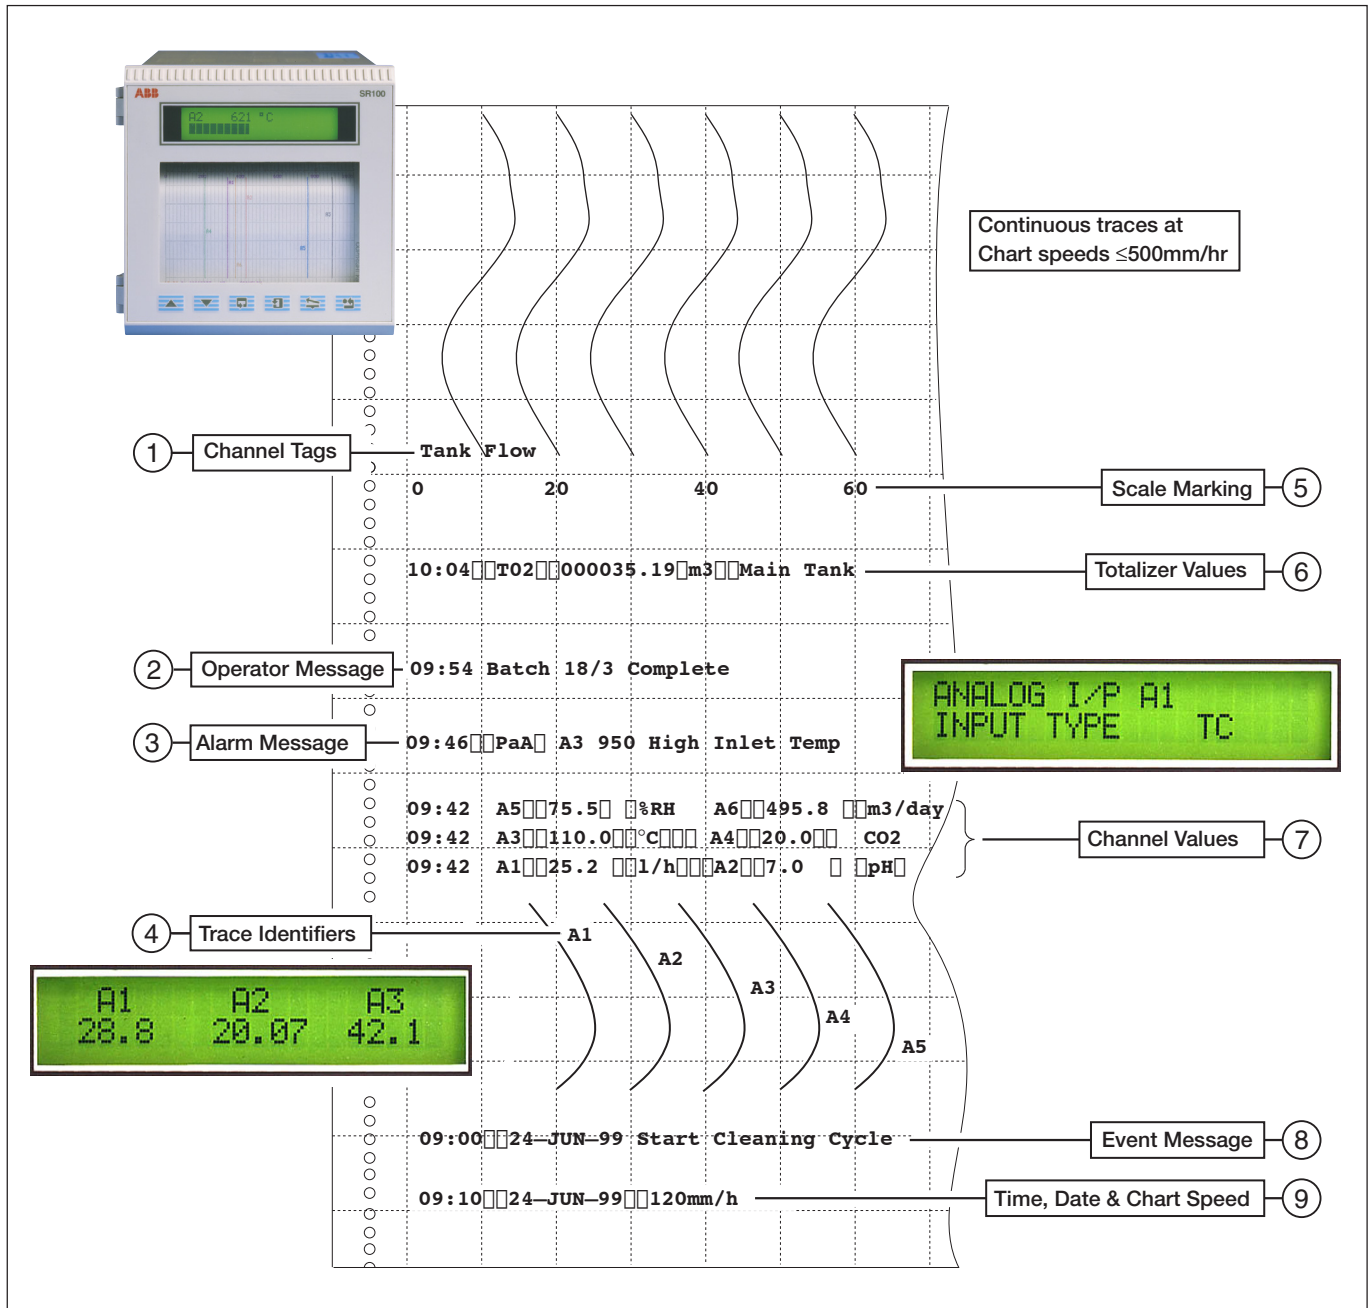 ABB
SR100
A2 621 °C
Continuous traces at
Chart speeds ≤500mm/hr
1 Channel Tags
Tank Flow
0 20 40 60
Scale Marking 5
10:04 T02 000035.19 m3 Main Tank
Totalizer Values 6
2 Operator Message
09:54 Batch 18/3 Complete
ANALOG I/P A1
INPUT TYPE TC
3 Alarm Message
09:46 PaA A3 950 High Inlet Temp
09:42 A5 75.5 %RH A6 495.8 m3/day
09:42 A3 110.0 °C A4 20.0 CO2
09:42 A1 25.2 l/h A2 7.0 pH
Channel Values 7
4 Trace Identifiers
A1
A2
A3
A4
A5
A1 A2 A3
28.8 20.07 42.1
09:00 24–JUN–99 Start Cleaning Cycle
Event Message 8
09:10 24–JUN–99 120mm/h
Time, Date & Chart Speed 9